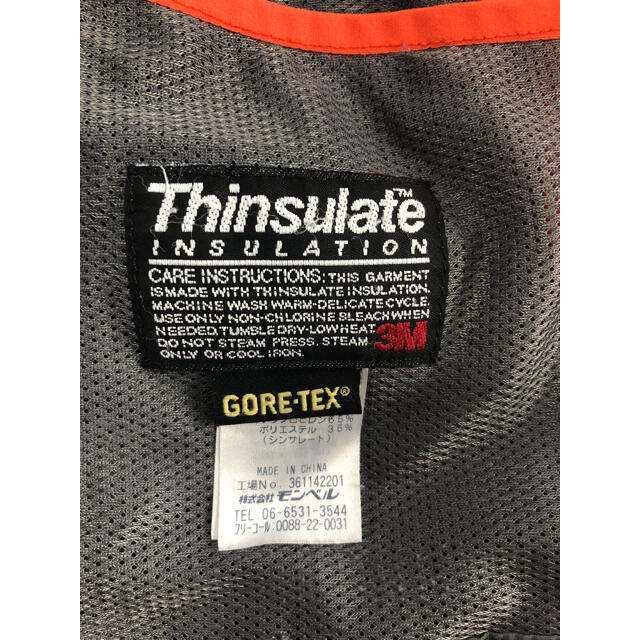 Thinsulate™
INSULATION
CARE INSTRUCTIONS: THIS GARMENT
IS MADE WITH THINSULATE INSULATION.
MACHINE WASH WARM-DELICATE CYCLE.
USE ONLY NON-CHLORINE BLEACH WHEN
NEEDED. TUMBLE DRY-LOW HEAT.
DO NOT STEAM PRESS. STEAM
ONLY OR COOL IRON.
3M
GORE-TEX®
65%
ポリエステル 35%
(シンサレート)
MADE IN CHINA
工場No. 361142201
株式会社 モンベル
TEL 06-6531-3544
フリーコール:0088-22-0031